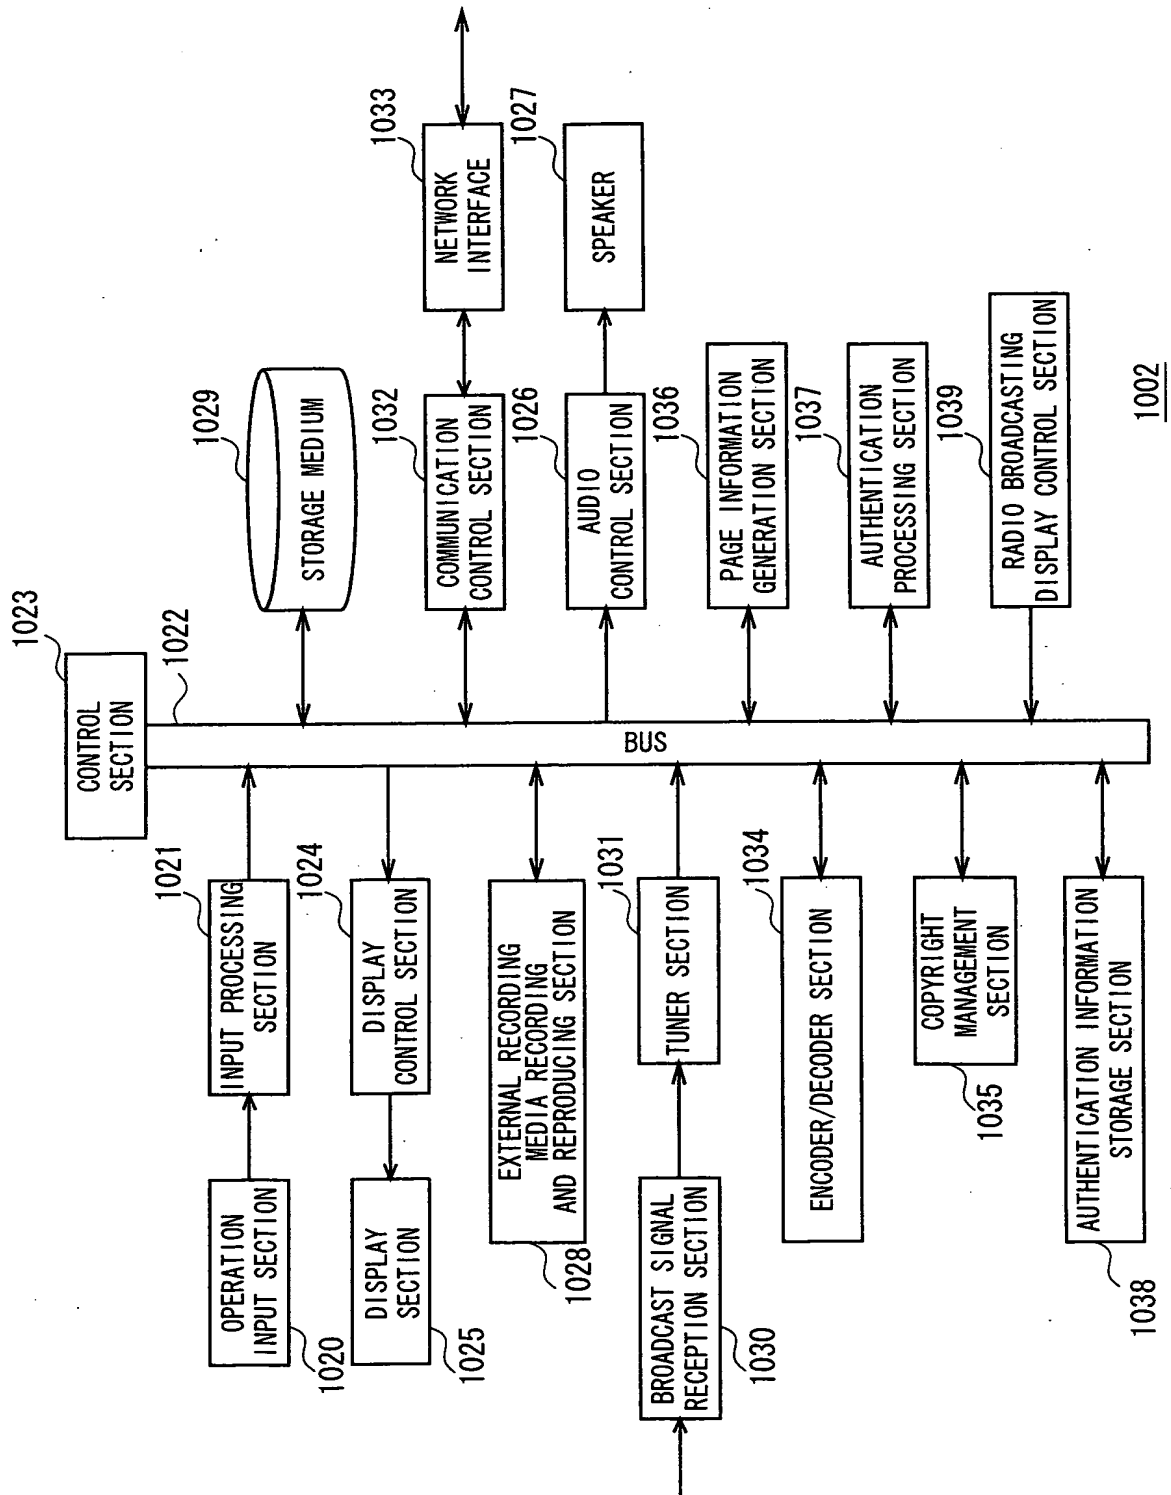 1023
CONTROL
SECTION
1022
BUS
1020
OPERATION
INPUT SECTION
1021
INPUT PROCESSING
SECTION
1025
DISPLAY
SECTION
1024
DISPLAY
CONTROL SECTION
1028
EXTERNAL RECORDING
MEDIA RECORDING
AND REPRODUCING SECTION
1030
BROADCAST SIGNAL
RECEPTION SECTION
1031
TUNER SECTION
1034
ENCODER/DECODER SECTION
1035
COPYRIGHT
MANAGEMENT
SECTION
1038
AUTHENTICATION INFORMATION
STORAGE SECTION
1029
STORAGE MEDIUM
1032
COMMUNICATION
CONTROL SECTION
1033
NETWORK
INTERFACE
1026
AUDIO
CONTROL SECTION
1027
SPEAKER
1036
PAGE INFORMATION
GENERATION SECTION
1037
AUTHENTICATION
PROCESSING SECTION
1039
RADIO BROADCASTING
DISPLAY CONTROL SECTION
1002